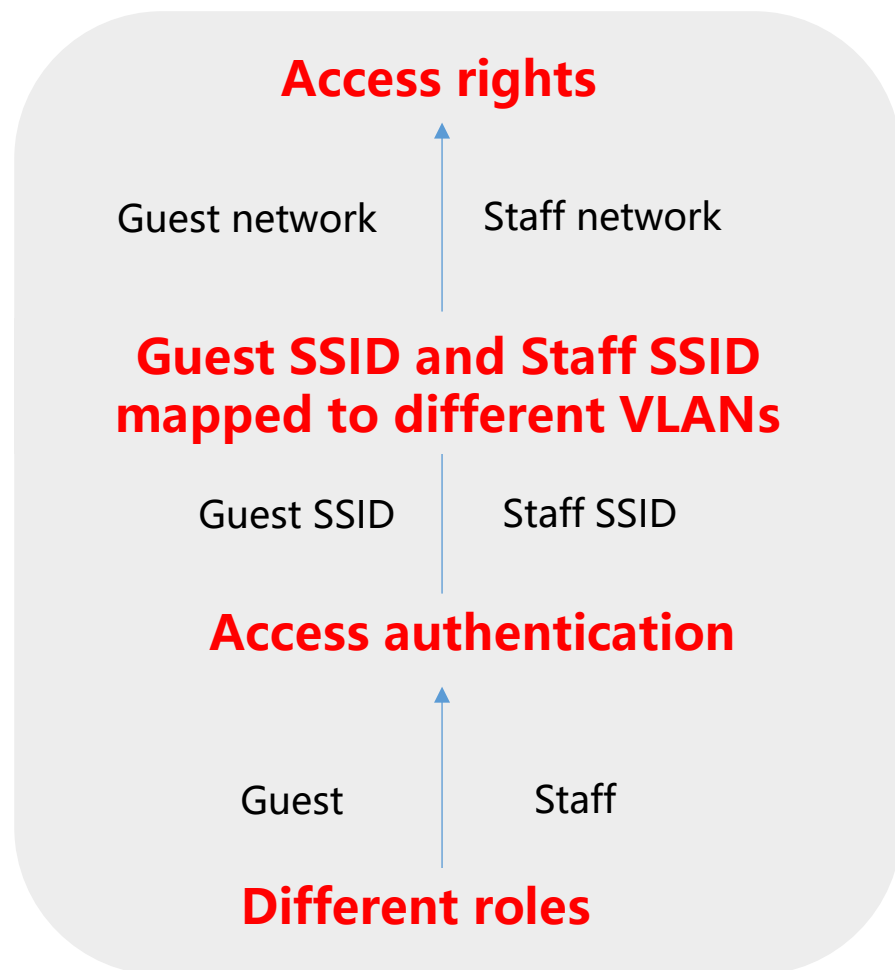 Access rights
Guest network
Staff network
Guest SSID and Staff SSID
mapped to different VLANs
Guest SSID
Staff SSID
Access authentication
Guest
Staff
Different roles